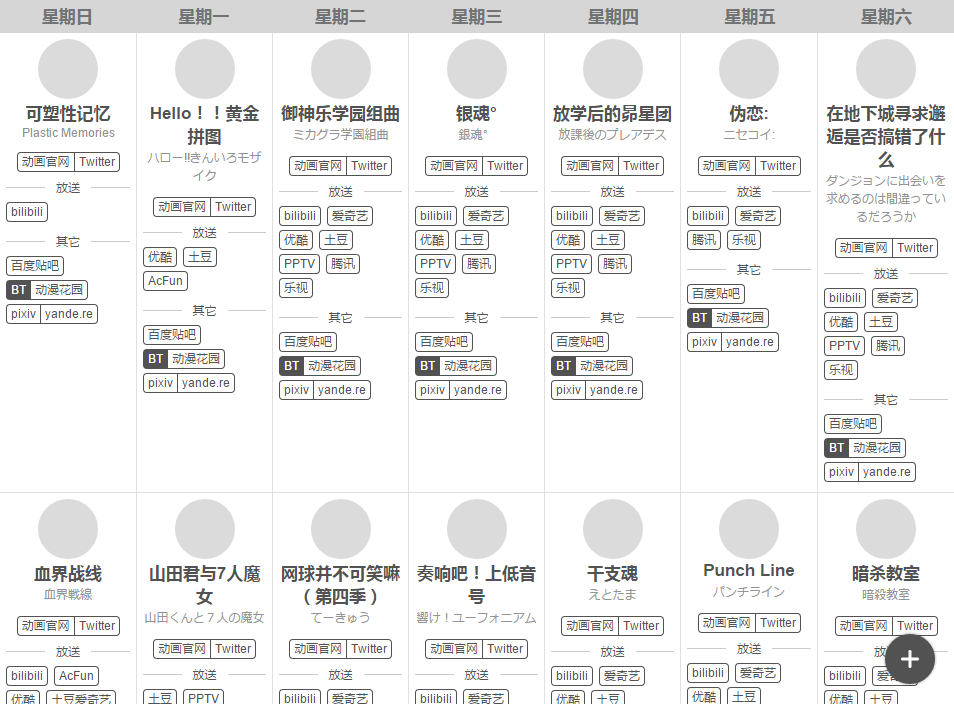 星期日
星期一
星期二
星期三
星期四
星期五
星期六
可塑性记忆
Plastic Memories
动画官网 Twitter
放送
bilibili
其它
百度贴吧
BT 动漫花园
pixiv yande.re
Hello！！黄金
拼图
ハロー!!きんいろモザ
イク
动画官网 Twitter
放送
优酷 土豆
AcFun
其它
百度贴吧
BT 动漫花园
pixiv yande.re
御神乐学园组曲
ミカグラ学園組曲
动画官网 Twitter
放送
bilibili 爱奇艺
优酷 土豆
PPTV 腾讯
乐视
其它
百度贴吧
BT 动漫花园
pixiv yande.re
银魂°
銀魂°
动画官网 Twitter
放送
bilibili 爱奇艺
优酷 土豆
PPTV 腾讯
乐视
其它
百度贴吧
BT 动漫花园
pixiv yande.re
放学后的昴星团
放課後のプレアデス
动画官网 Twitter
放送
bilibili 爱奇艺
优酷 土豆
PPTV 腾讯
乐视
其它
百度贴吧
BT 动漫花园
pixiv yande.re
伪恋:
ニセコイ:
动画官网 Twitter
放送
bilibili 爱奇艺
腾讯 乐视
其它
百度贴吧
BT 动漫花园
pixiv yande.re
在地下城寻求邂
逅是否搞错了什
么
ダンジョンに出会いを
求めるのは間違ってい
るだろうか
动画官网 Twitter
放送
bilibili 爱奇艺
优酷 土豆
PPTV 腾讯
乐视
其它
百度贴吧
BT 动漫花园
pixiv yande.re
血界战线
血界戦線
动画官网 Twitter
放送
bilibili AcFun
优酷 土豆爱奇艺
山田君与7人魔
女
山田くんと７人の魔女
动画官网 Twitter
放送
土豆 PPTV
网球并不可笑嘛
（第四季）
てーきゅう
动画官网 Twitter
放送
bilibili 爱奇艺
奏响吧！上低音
号
響け！ユーフォニアム
动画官网 Twitter
放送
bilibili 爱奇艺
干支魂
えとたま
动画官网 Twitter
放送
bilibili 爱奇艺
优酷 土豆
Punch Line
パンチライン
动画官网 Twitter
放送
bilibili 爱奇艺
优酷 土豆
暗杀教室
暗殺教室
动画官网 Twitter
bilibili
优酷 土豆